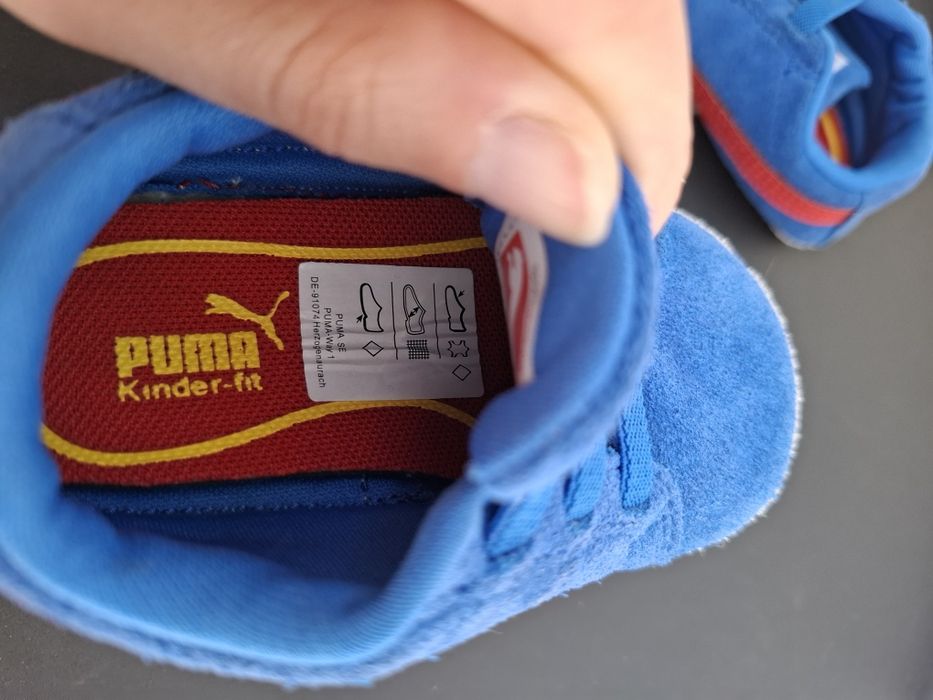 PUMA
Kinder-fit
PUMA SE
PUMA-Way 1
DE-91074 Herzogenaurach